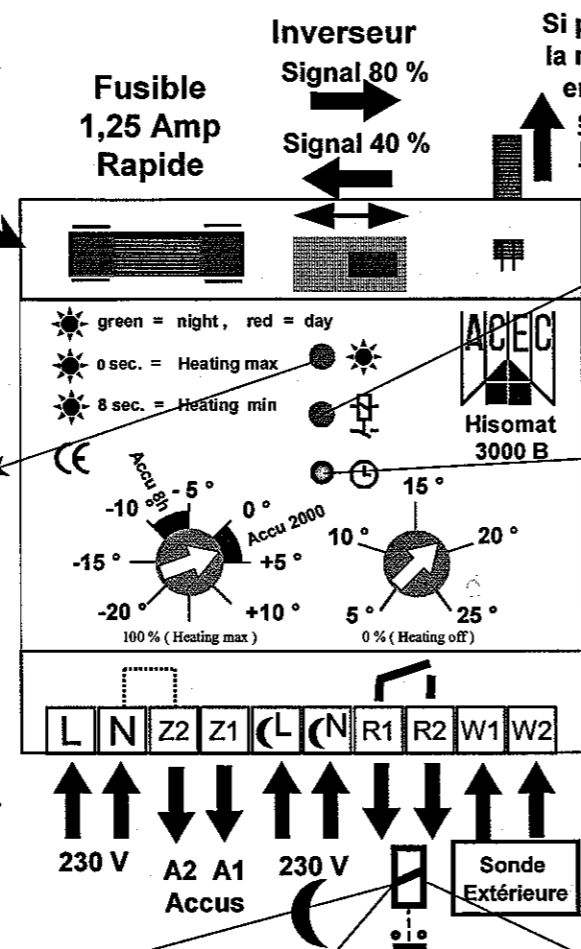 Inverseur
Signal 80 %
Signal 40 %
Fusible
1,25 Amp
Rapide
Si
la
green = night , red = day
0 sec. = Heating max
8 sec. = Heating min
CE
ACEC
Hisomat
3000 B
Accu 8h
Accu 2000
-20 °
-15 °
-10 °
- 5 °
0 °
+5 °
+10 °
100 % ( Heating max )
5 °
10 °
15 °
20 °
25 °
0 % ( Heating off )
L N Z2 Z1 L N R1 R2 W1 W2
230 V
A2 A1
Accus
230 V
Sonde
Extérieure